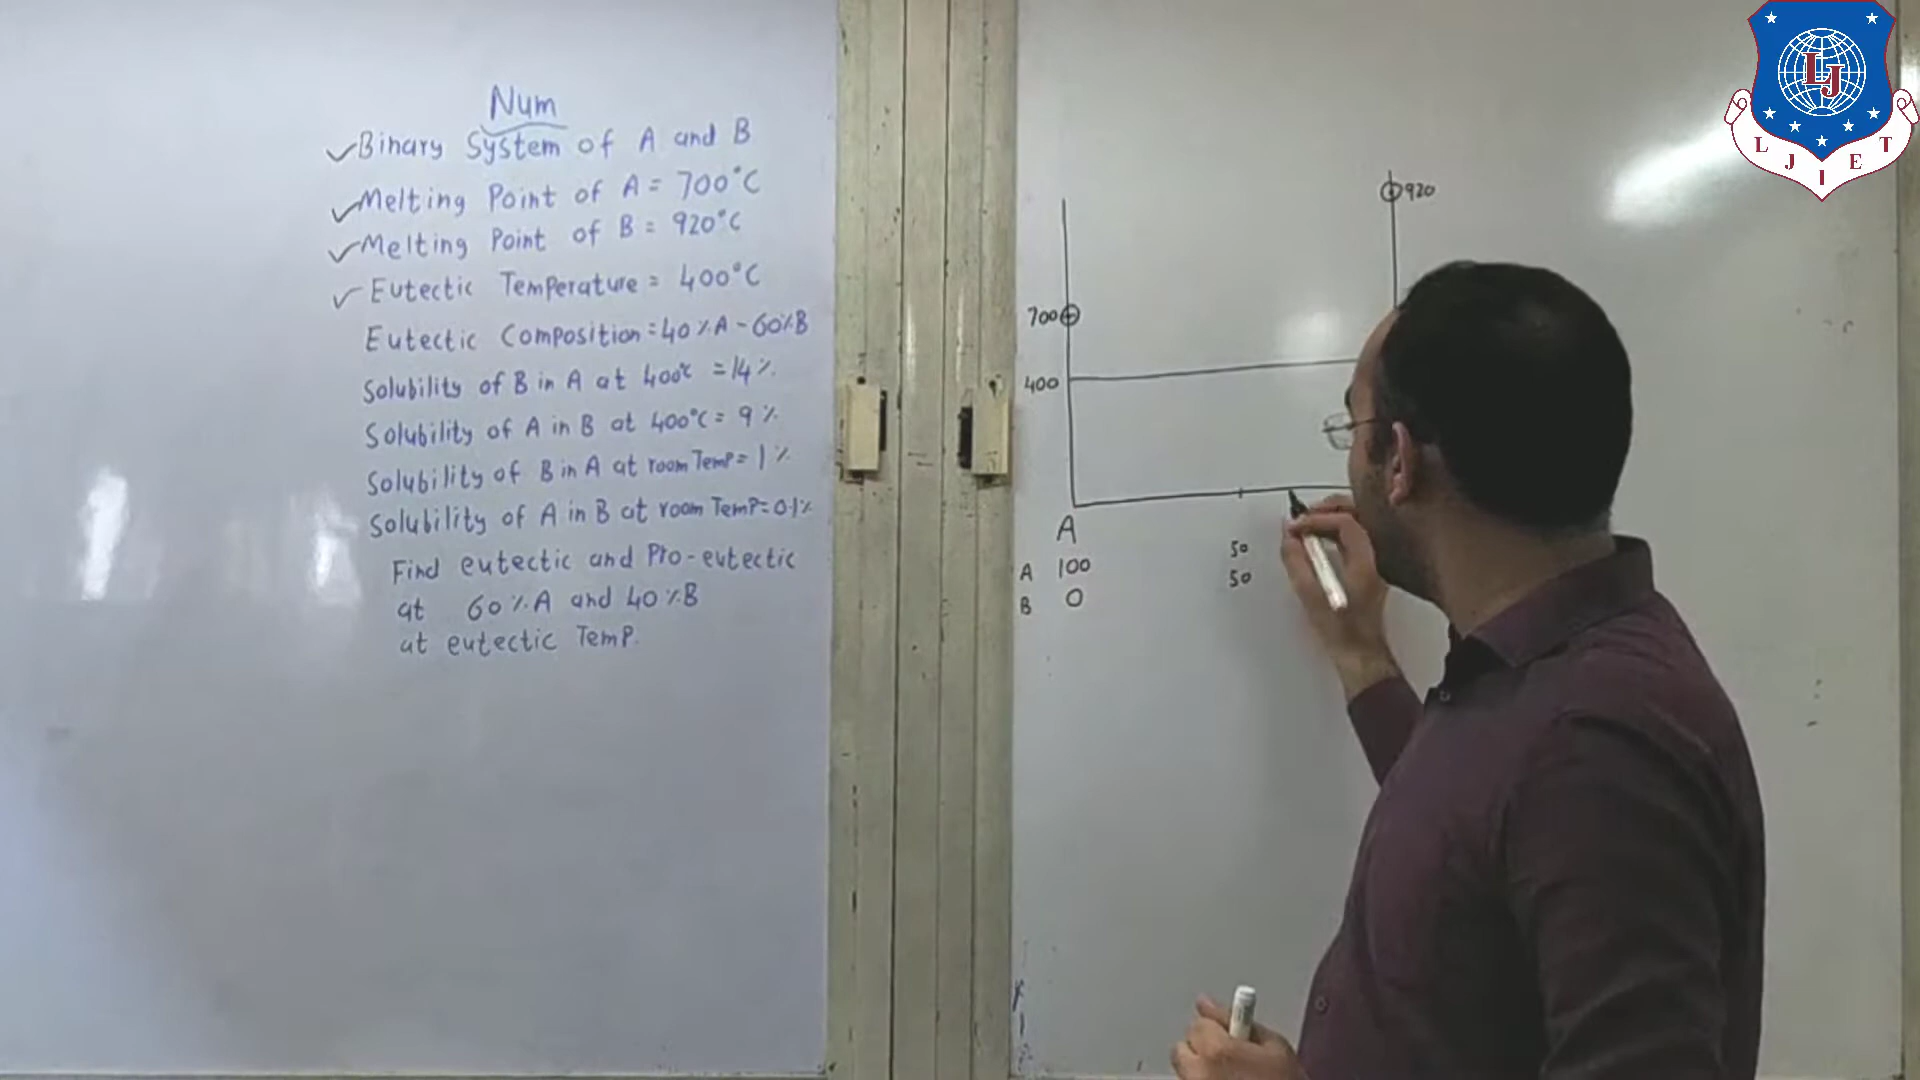 Num
Binary System of A and B
Melting Point of A = 700°C
Melting Point of B = 920°C
Eutectic Temperature = 400°C
Eutectic Composition = 40%A - 60%B
Solubility of B in A at 400°C = 14%
Solubility of A in B at 400°C = 9%
Solubility of B in A at room Temp = 1%
Solubility of A in B at room Temp = 0.1%
Find eutectic and Pro-eutectic
at 60%A and 40%B
at eutectic Temp.
920
700
400
A
A 100 50
B 0 50
LJ
L J I E T